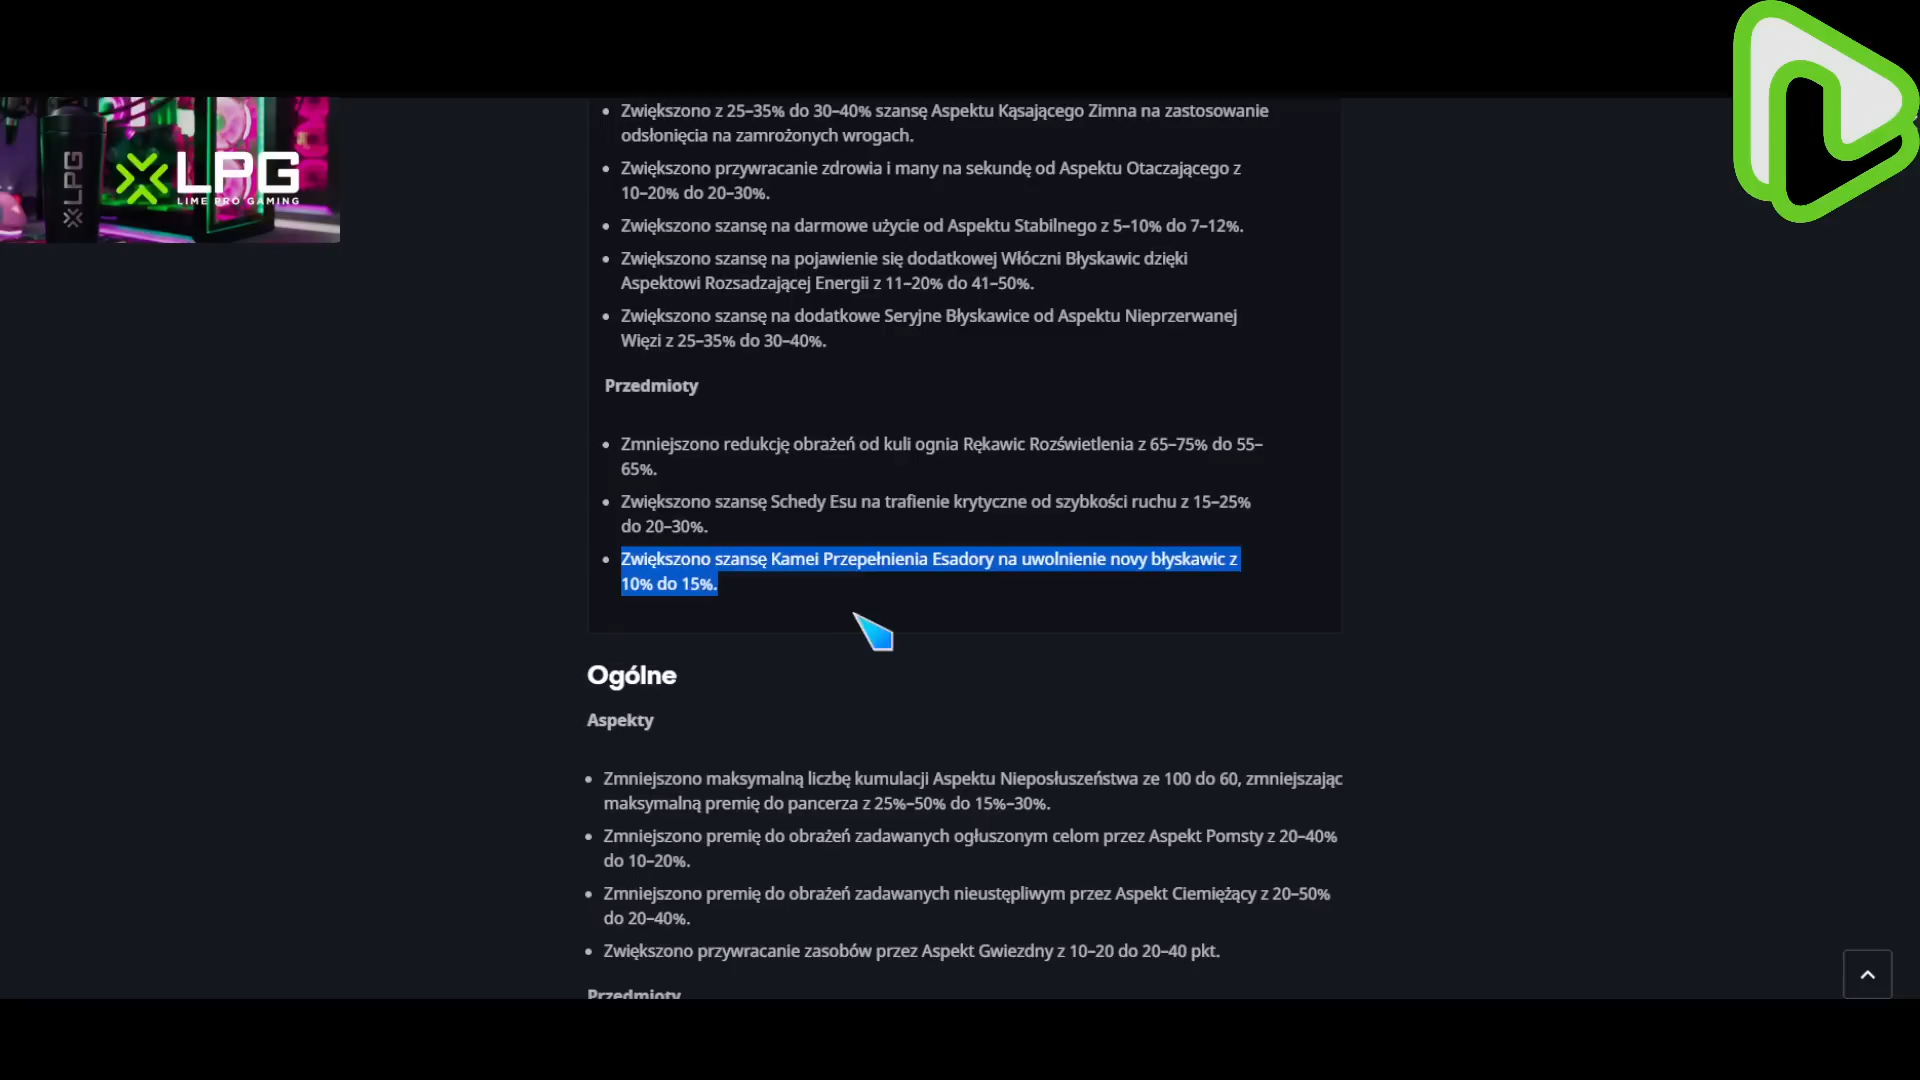 LPG
LPG
LIME PRO GAMING
Zwiększono z 25–35% do 30–40% szansę Aspektu Kąsającego Zimna na zastosowanie
odsłonięcia na zamrożonych wrogach.
Zwiększono przywracanie zdrowia i many na sekundę od Aspektu Otaczającego z
10–20% do 20–30%.
Zwiększono szansę na darmowe użycie od Aspektu Stabilnego z 5–10% do 7–12%.
Zwiększono szansę na pojawienie się dodatkowej Włóczni Błyskawic dzięki
Aspektowi Rozsadzającej Energii z 11–20% do 41–50%.
Zwiększono szansę na dodatkowe Seryjne Błyskawice od Aspektu Nieprzerwanej
Więzi z 25–35% do 30–40%.
Przedmioty
Zmniejszono redukcję obrażeń od kuli ognia Rękawic Rozświetlenia z 65–75% do 55–
65%.
Zwiększono szansę Schedy Esu na trafienie krytyczne od szybkości ruchu z 15–25%
do 20–30%.
Zwiększono szansę Kamei Przepełnienia Esadory na uwolnienie novy błyskawic z
10% do 15%.
Ogólne
Aspekty
Zmniejszono maksymalną liczbę kumulacji Aspektu Nieposłuszeństwa ze 100 do 60, zmniejszając
maksymalną premię do pancerza z 25%–50% do 15%–30%.
Zmniejszono premię do obrażeń zadawanych ogłuszonym celom przez Aspekt Pomsty z 20–40%
do 10–20%.
Zmniejszono premię do obrażeń zadawanych nieustępliwym przez Aspekt Ciemiężący z 20–50%
do 20–40%.
Zwiększono przywracanie zasobów przez Aspekt Gwiezdny z 10–20 do 20–40 pkt.
Przedmioty